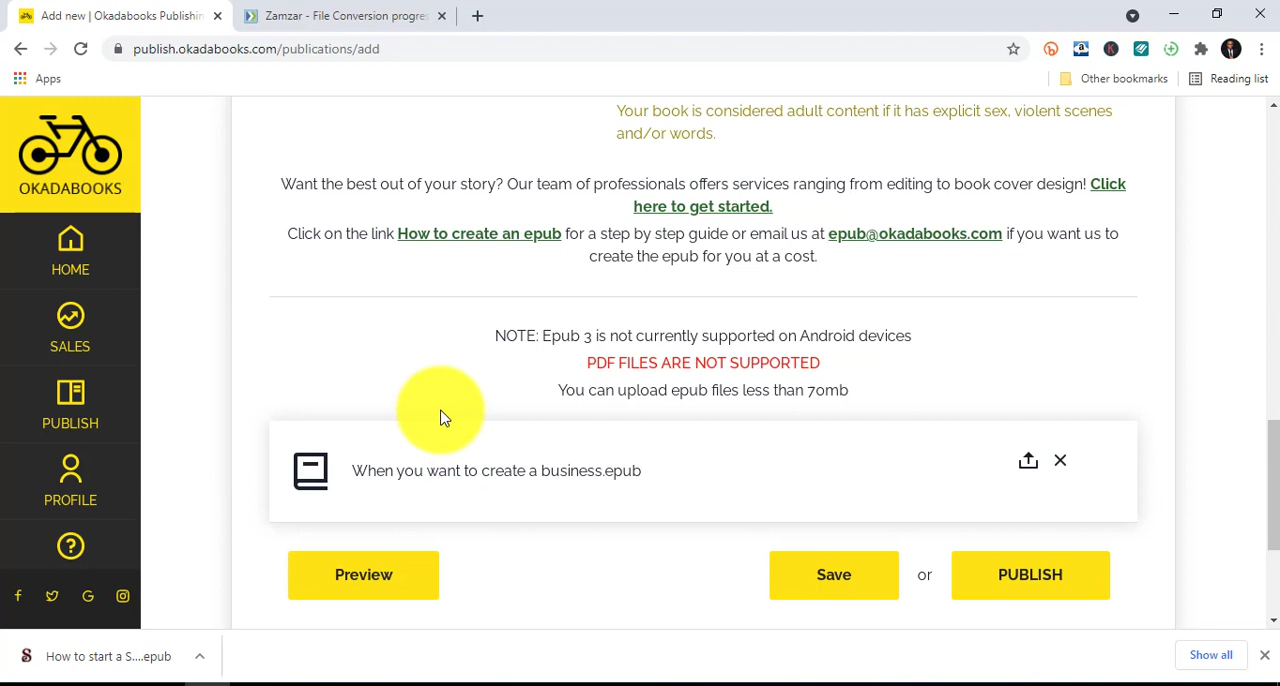 Add new | Okadabooks Publishin
Zamzar - File Conversion progres
publish.okadabooks.com/publications/add
Apps
Other bookmarks
Reading list
OKADABOOKS
HOME
SALES
PUBLISH
PROFILE
Your book is considered adult content if it has explicit sex, violent scenes
and/or words.
Want the best out of your story? Our team of professionals offers services ranging from editing to book cover design! Click
here to get started.
Click on the link How to create an epub for a step by step guide or email us at epub@okadabooks.com if you want us to
create the epub for you at a cost.
NOTE: Epub 3 is not currently supported on Android devices
PDF FILES ARE NOT SUPPORTED
You can upload epub files less than 70mb
When you want to create a business.epub
Preview
Save
or
PUBLISH
How to start a S....epub
Show all